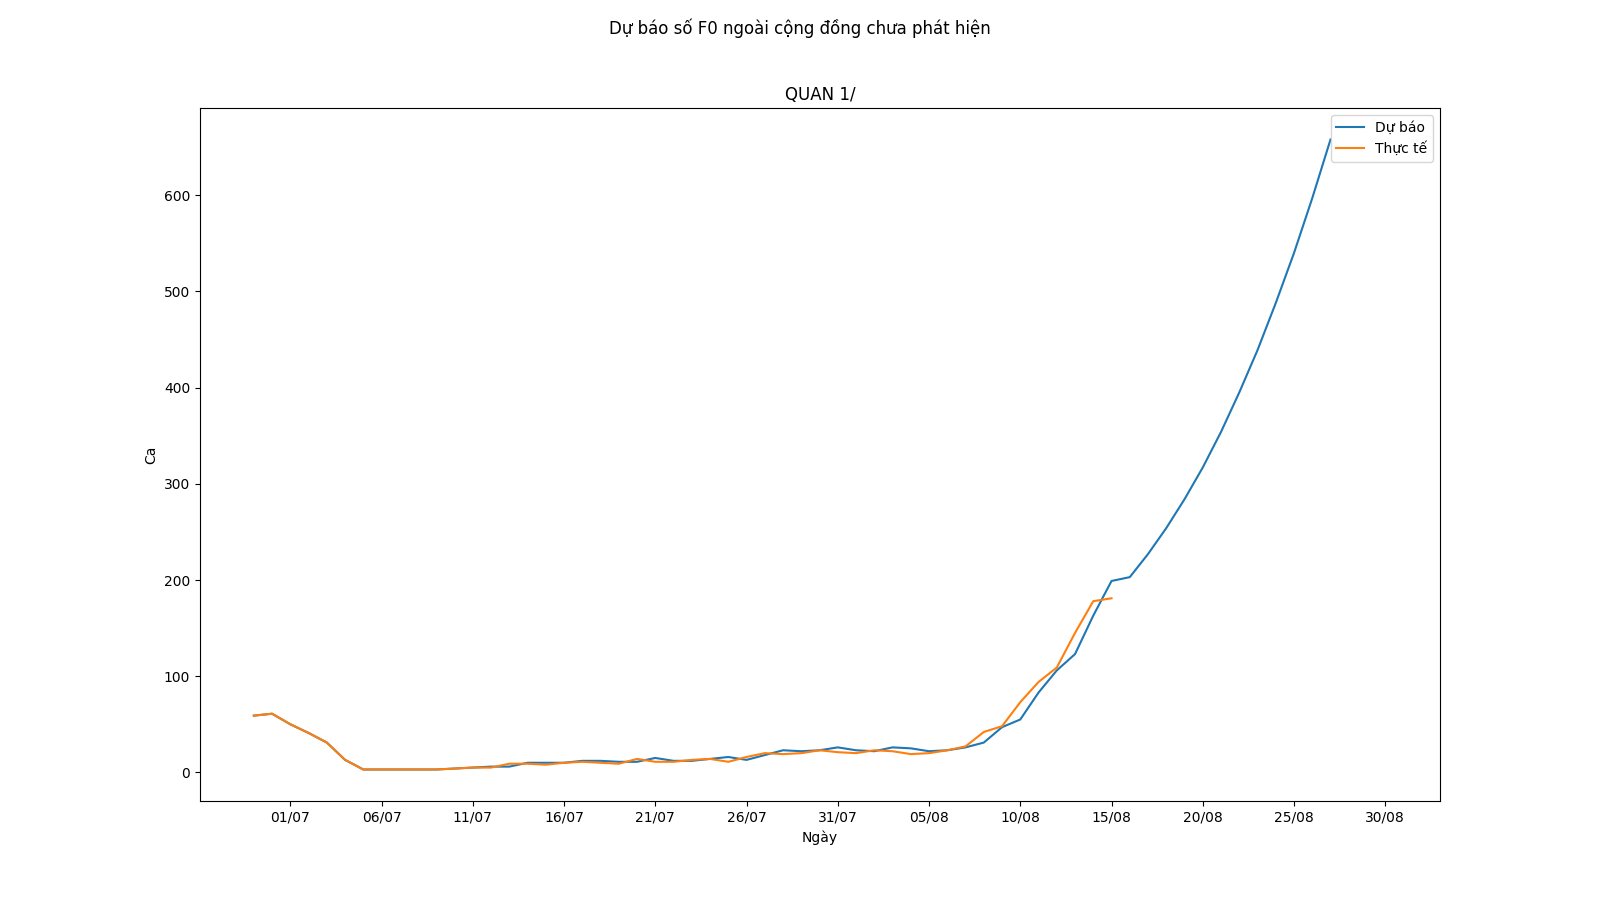 Dự báo số F0 ngoài cộng đồng chưa phát hiện
QUAN 1/
Dự báo
Thực tế
600
500
400
300
200
100
0
Ca
01/07 06/07 11/07 16/07 21/07 26/07 31/07 05/08 10/08 15/08 20/08 25/08 30/08
Ngày